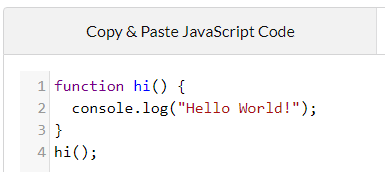 Copy & Paste JavaScript Code
1 function hi() {
2   console.log("Hello World!");
3 }
4 hi();